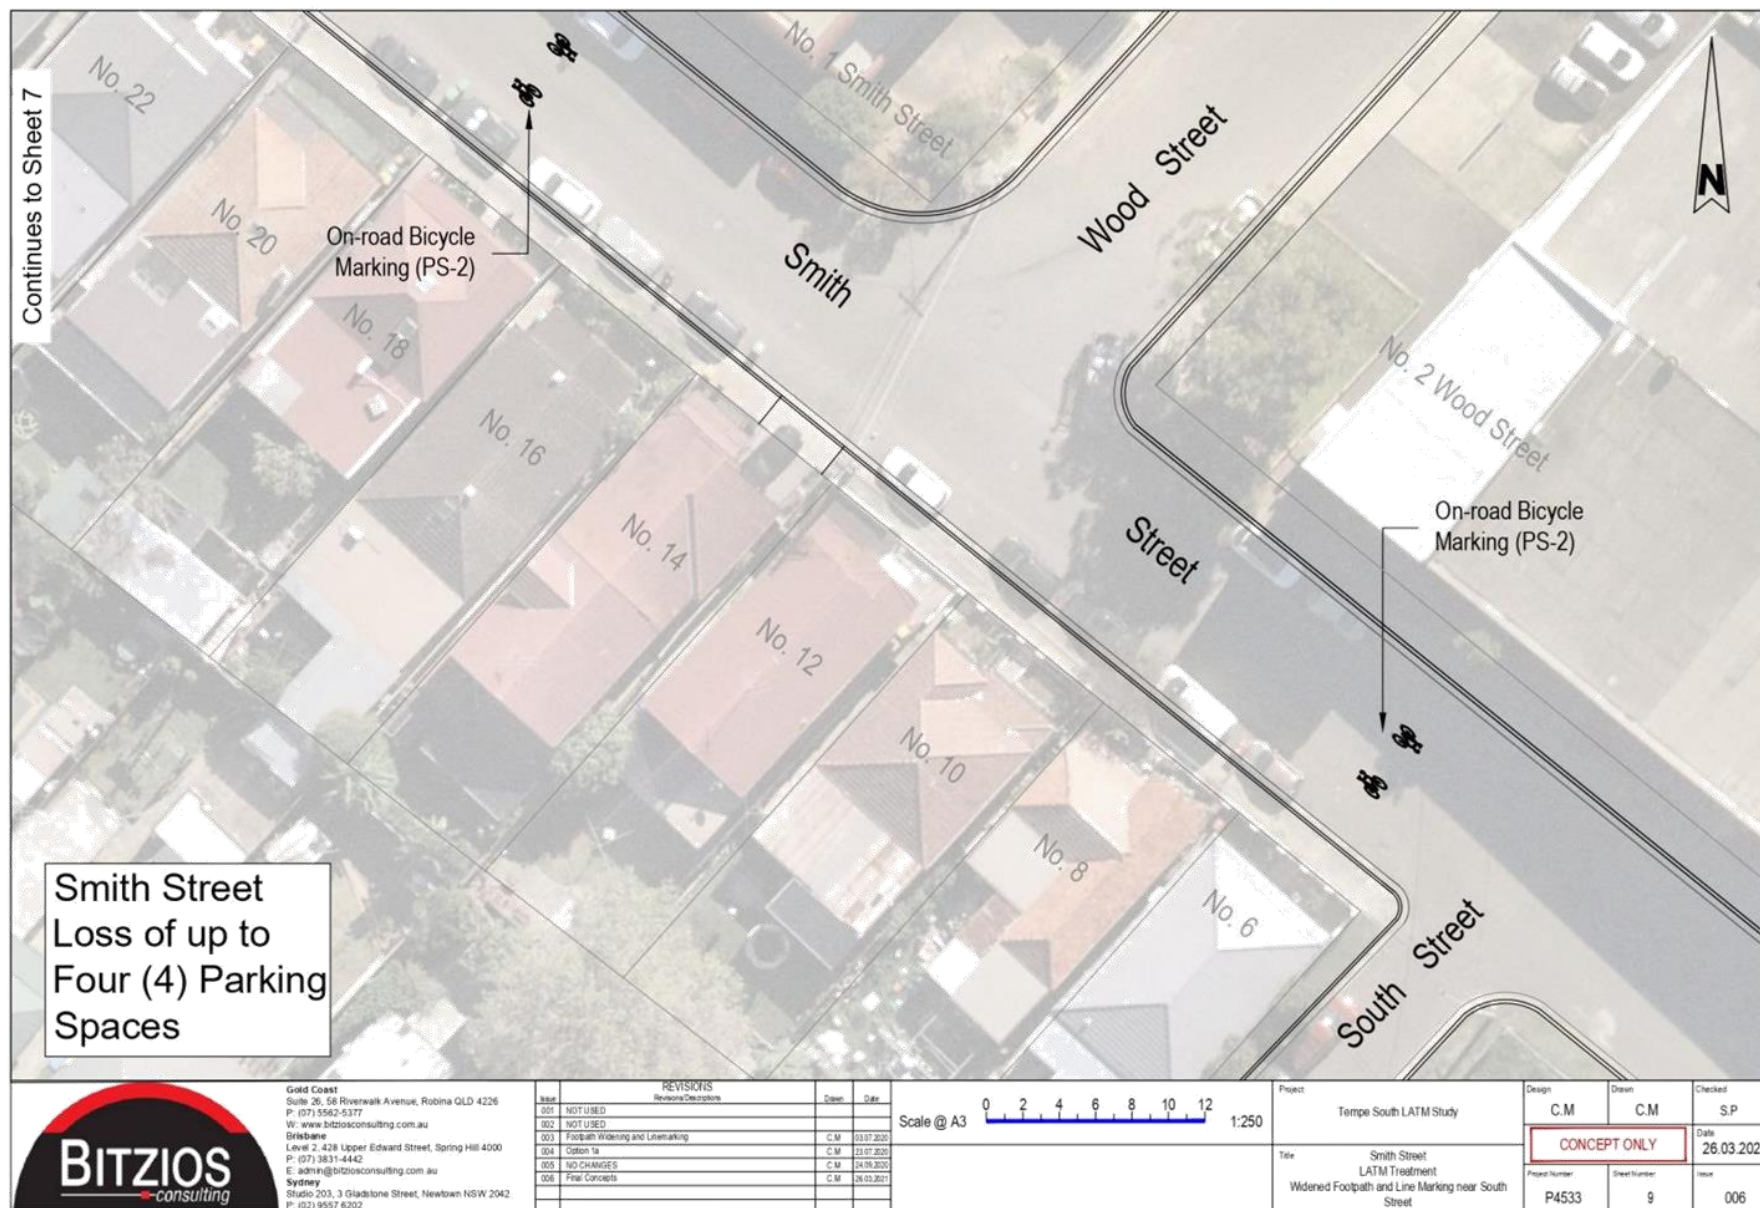 Continues to Sheet 7
No. 22
No. 20
No. 18
No. 16
No. 14
No. 12
No. 10
No. 8
No. 6
No. 1 Smith Street
No. 2 Wood Street
On-road Bicycle
Marking (PS-2)
Smith
Street
Wood Street
South Street
N
On-road Bicycle
Marking (PS-2)
Smith Street
Loss of up to
Four (4) Parking
Spaces
BITZIOS
consulting
Gold Coast
Suite 26, 58 Riverwalk Avenue, Robina QLD 4226
P: (07) 5562-5377
W: www.bitziosconsulting.com.au
Brisbane
Level 2, 428 Upper Edward Street, Spring Hill 4000
P: (07) 3831-4442
E: admin@bitziosconsulting.com.au
Sydney
Studio 203, 3 Gladstone Street, Newtown NSW 2042
P: (02) 9557 6202
REVISIONS
Issue Revisions/Descriptions Drawn Date
001 NOT USED
002 NOT USED
003 Footpath Widening and Linemarking C.M 03.07.2020
004 Option 1a C.M 23.07.2020
005 NO CHANGES C.M 24.09.2020
006 Final Concepts C.M 26.03.2021
Scale @ A3 0 2 4 6 8 10 12 1:250
Project
Tempe South LATM Study
Title
Smith Street
LATM Treatment
Widened Footpath and Line Marking near South
Street
Design Drawn Checked
C.M C.M S.P
CONCEPT ONLY
Date
26.03.202
Project Number Sheet Number Issue
P4533 9 006